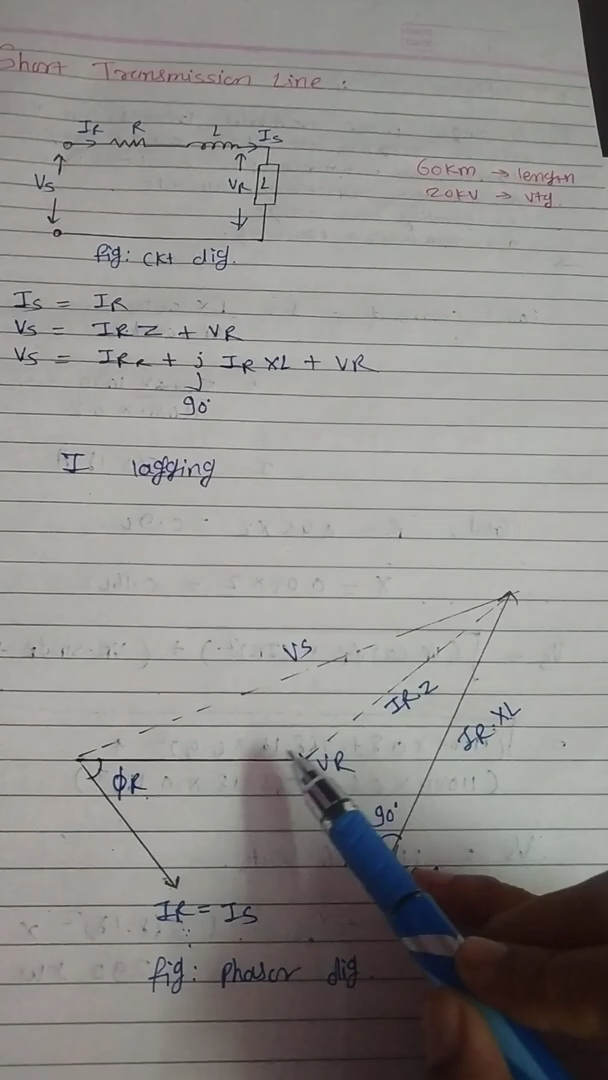 Short Transmission Line :
IR R L IS
VS VR L
60Km → length
20KV → vtg.
fig: ckt dig.
IS = IR
VS = IR Z + VR
VS = IRR + j IR XL + VR
90°
I lagging
VS
IR Z
IR.XL
VR
ϕR
90°
IR = IS
fig: phasor dig.